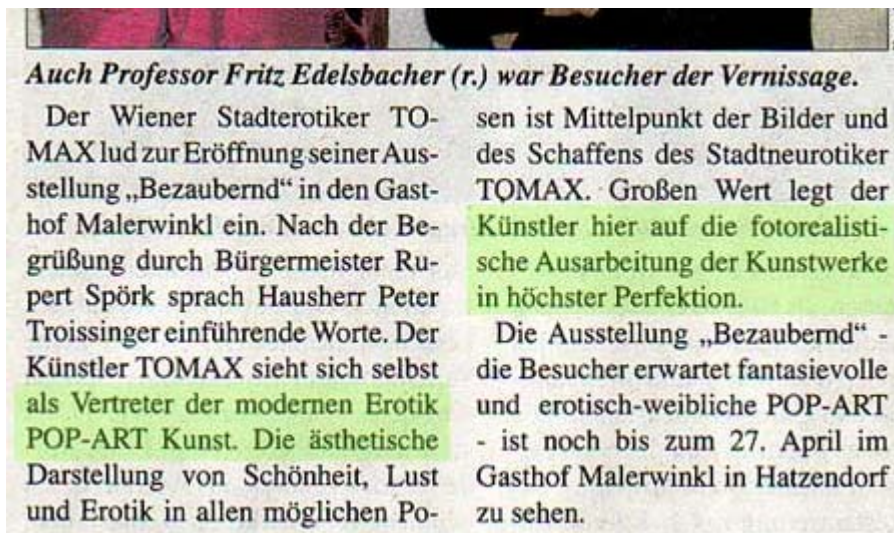 Auch Professor Fritz Edelsbacher (r.) war Besucher der Vernissage.
Der Wiener Stadterotiker TO-
MAX lud zur Eröffnung seiner Aus-
stellung „Bezaubernd“ in den Gast-
hof Malerwinkl ein. Nach der Be-
grüßung durch Bürgermeister Ru-
pert Spörk sprach Hausherr Peter
Troissinger einführende Worte. Der
Künstler TOMAX sieht sich selbst
als Vertreter der modernen Erotik
POP-ART Kunst. Die ästhetische
Darstellung von Schönheit, Lust
und Erotik in allen möglichen Po-
sen ist Mittelpunkt der Bilder und
des Schaffens des Stadtneurotiker
TOMAX. Großen Wert legt der
Künstler hier auf die fotorealisti-
sche Ausarbeitung der Kunstwerke
in höchster Perfektion.
Die Ausstellung „Bezaubernd“ -
die Besucher erwartet fantasievolle
und erotisch-weibliche POP-ART
- ist noch bis zum 27. April im
Gasthof Malerwinkl in Hatzendorf
zu sehen.